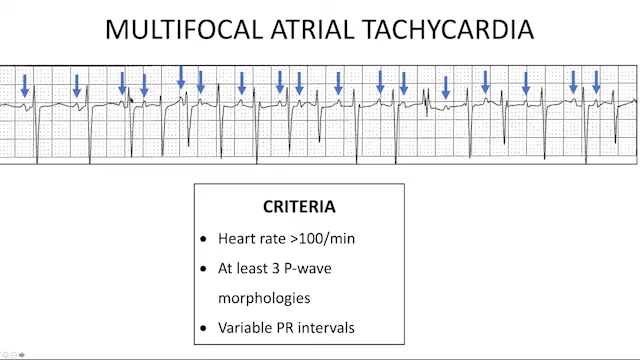 MULTIFOCAL ATRIAL TACHYCARDIA
CRITERIA
• Heart rate >100/min
• At least 3 P-wave
morphologies
• Variable PR intervals